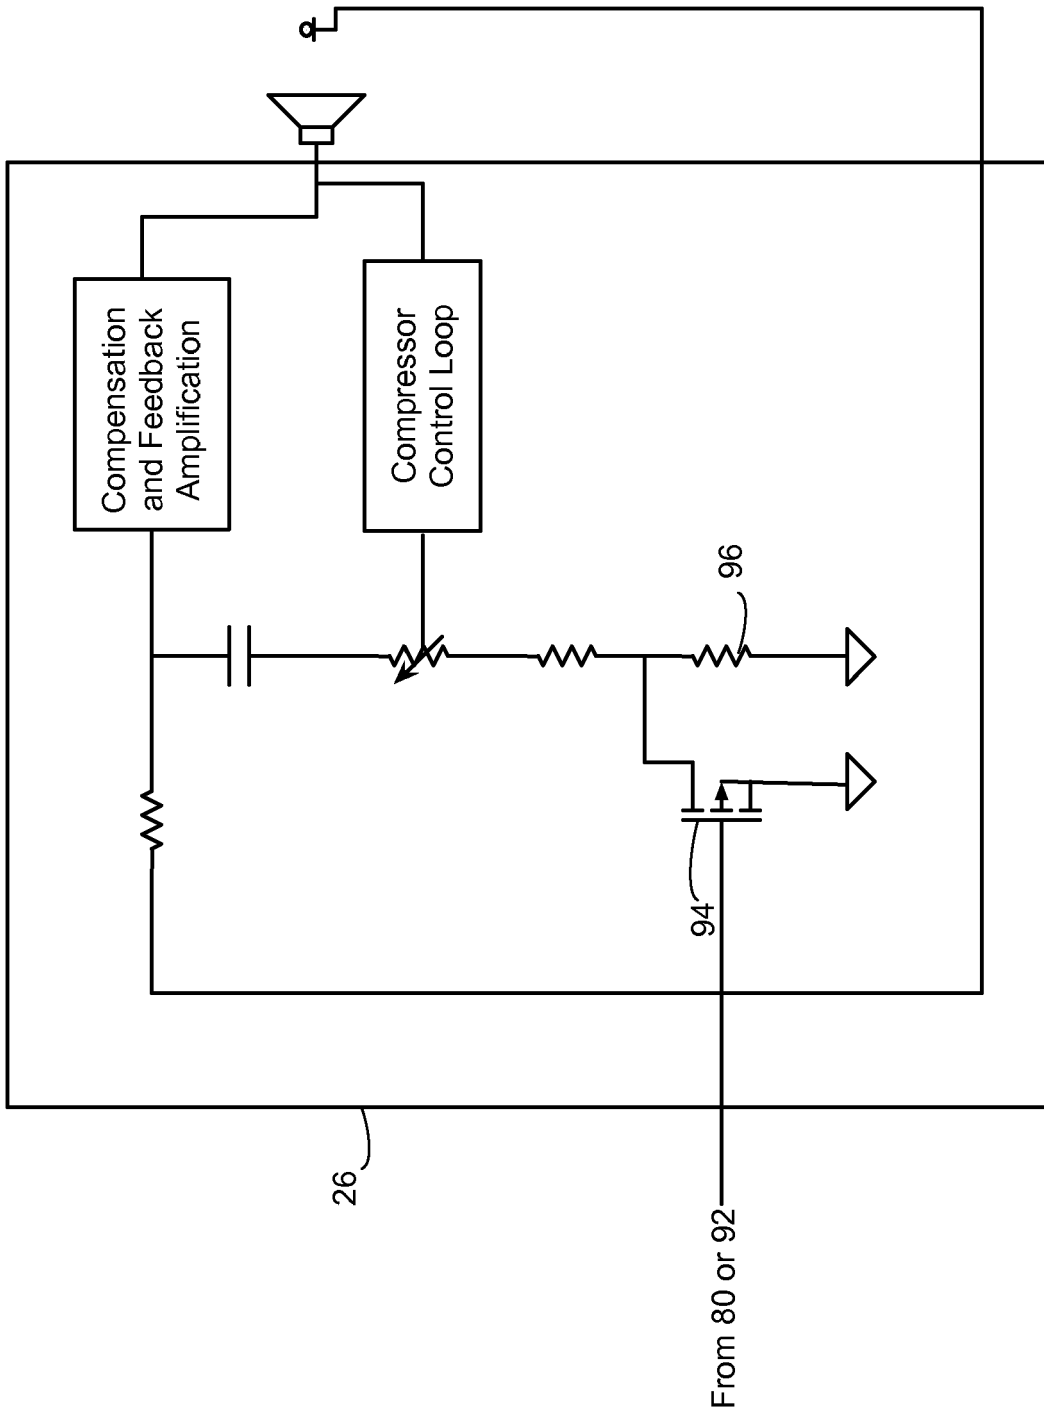 Compensation
and Feedback
Amplification
Compressor
Control Loop
96
94
26
From 80 or 92